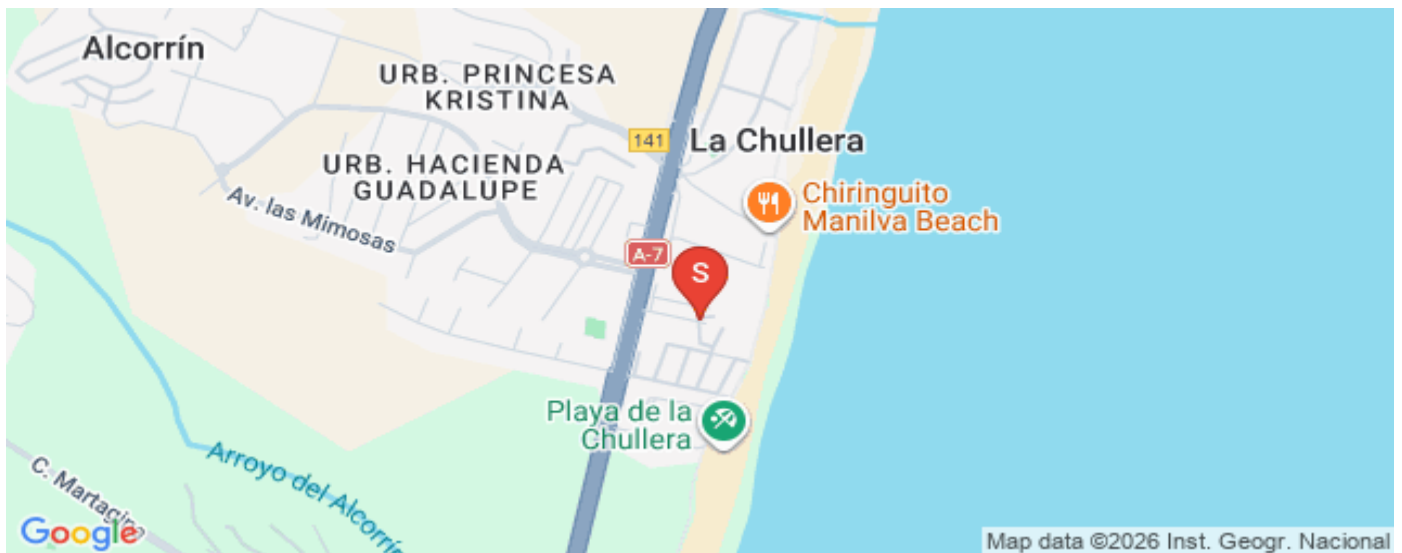 Alcorrín
URB. PRINCESA
KRISTINA
141
La Chullera
URB. HACIENDA
GUADALUPE
Chiringuito
Manilva Beach
Av. las Mimosas
A-7
S
Playa de la
Chullera
Arroyo del Alcorrín
C. Martagina
Google
Map data ©2026 Inst. Geogr. Nacional